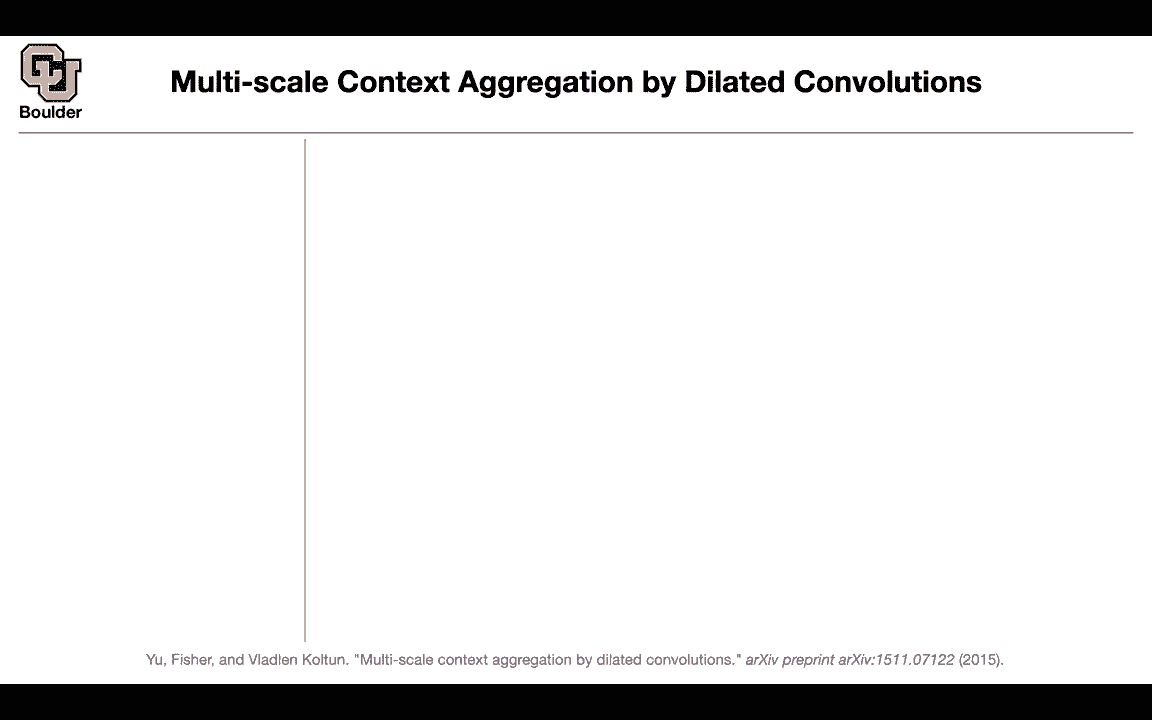 CU
Boulder
Multi-scale Context Aggregation by Dilated Convolutions
Yu, Fisher, and Vladlen Koltun. "Multi-scale context aggregation by dilated convolutions." arXiv preprint arXiv:1511.07122 (2015).